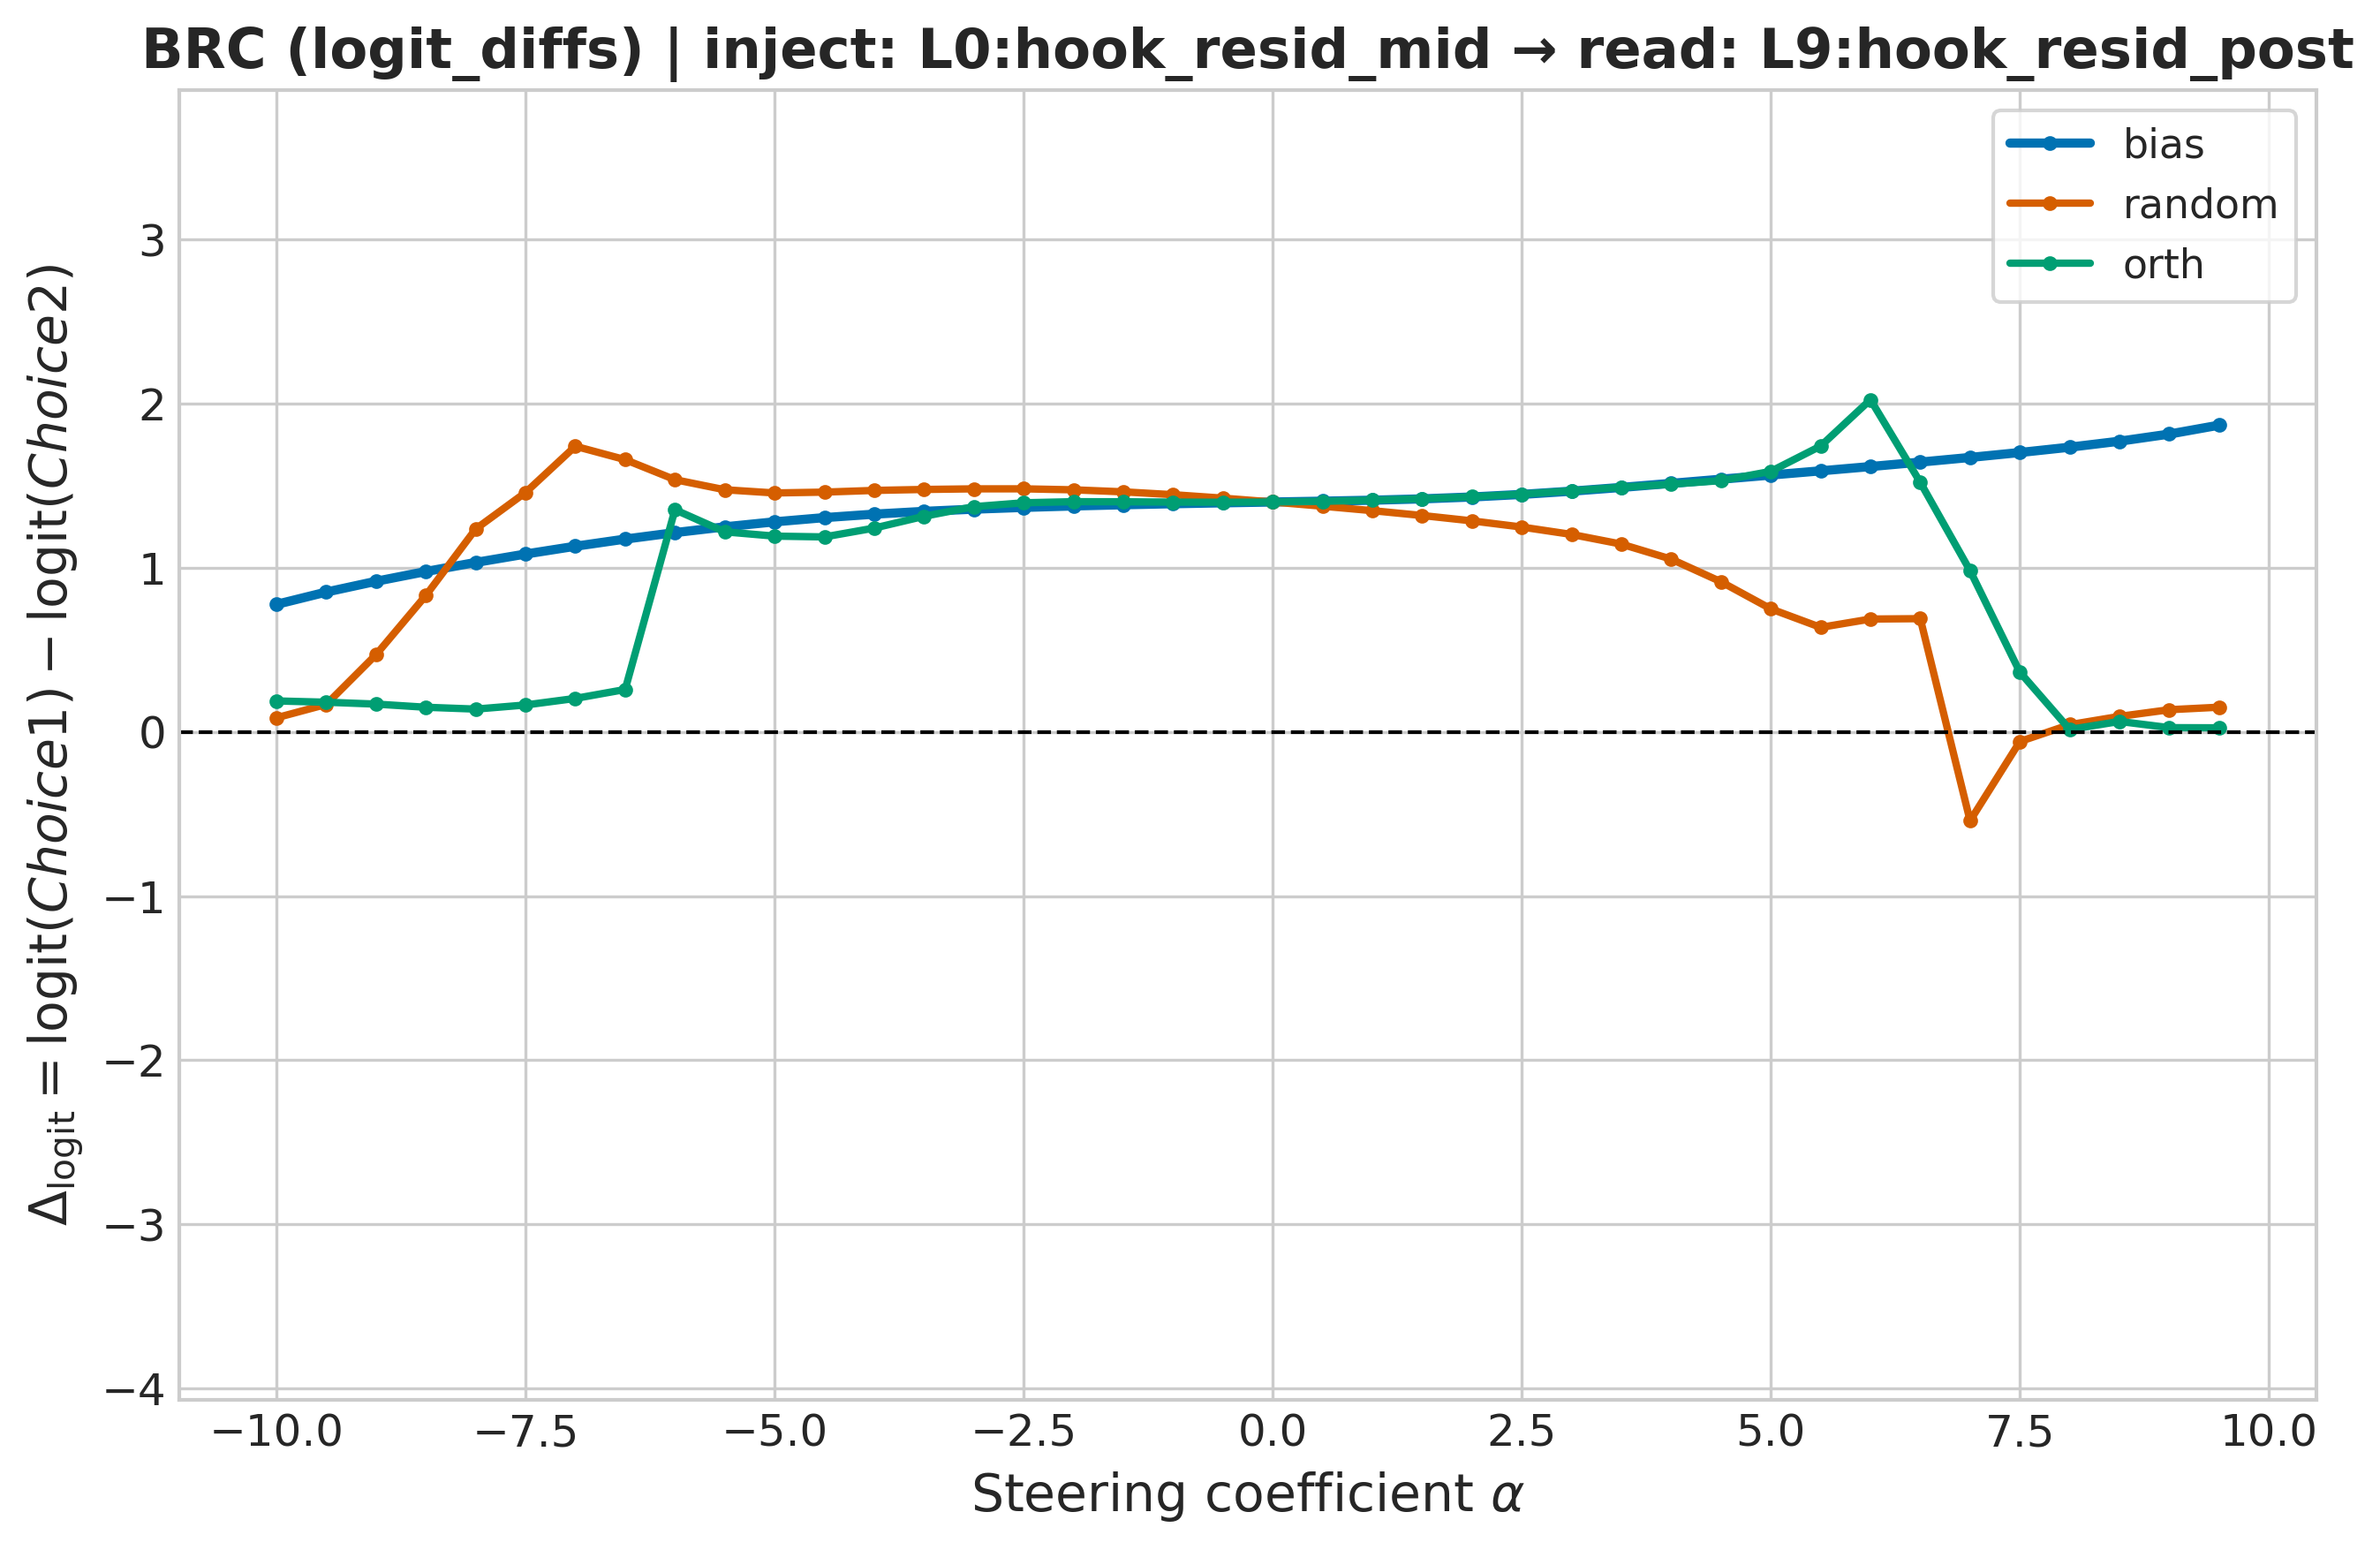 BRC (logit_diffs) | inject: L0:hook_resid_mid → read: L9:hook_resid_post
bias
random
orth
Δlogit = logit(Choice1) − logit(Choice2)
3
2
1
0
−1
−2
−3
−4
−10.0 −7.5 −5.0 −2.5 0.0 2.5 5.0 7.5 10.0
Steering coefficient α